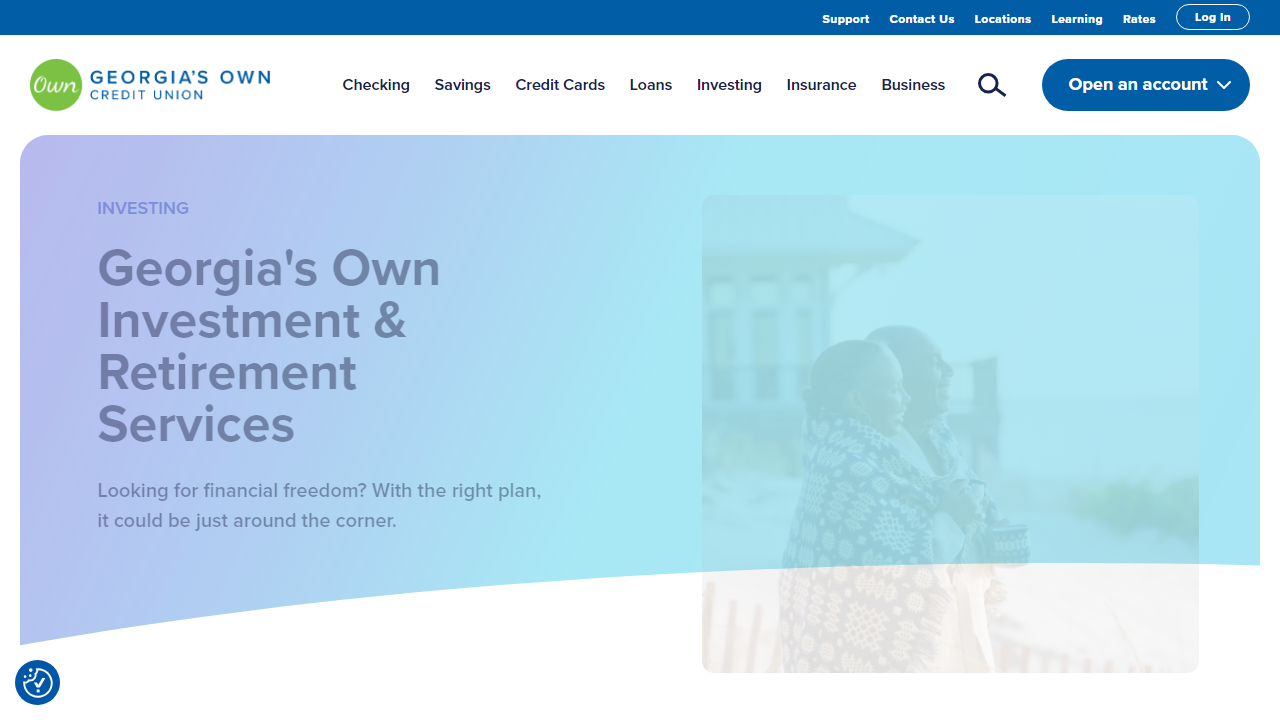 Support Contact Us Locations Learning Rates Log In
Own GEORGIA'S OWN
CREDIT UNION
Checking Savings Credit Cards Loans Investing Insurance Business Open an account
INVESTING
Georgia's Own
Investment &
Retirement
Services
Looking for financial freedom? With the right plan,
it could be just around the corner.